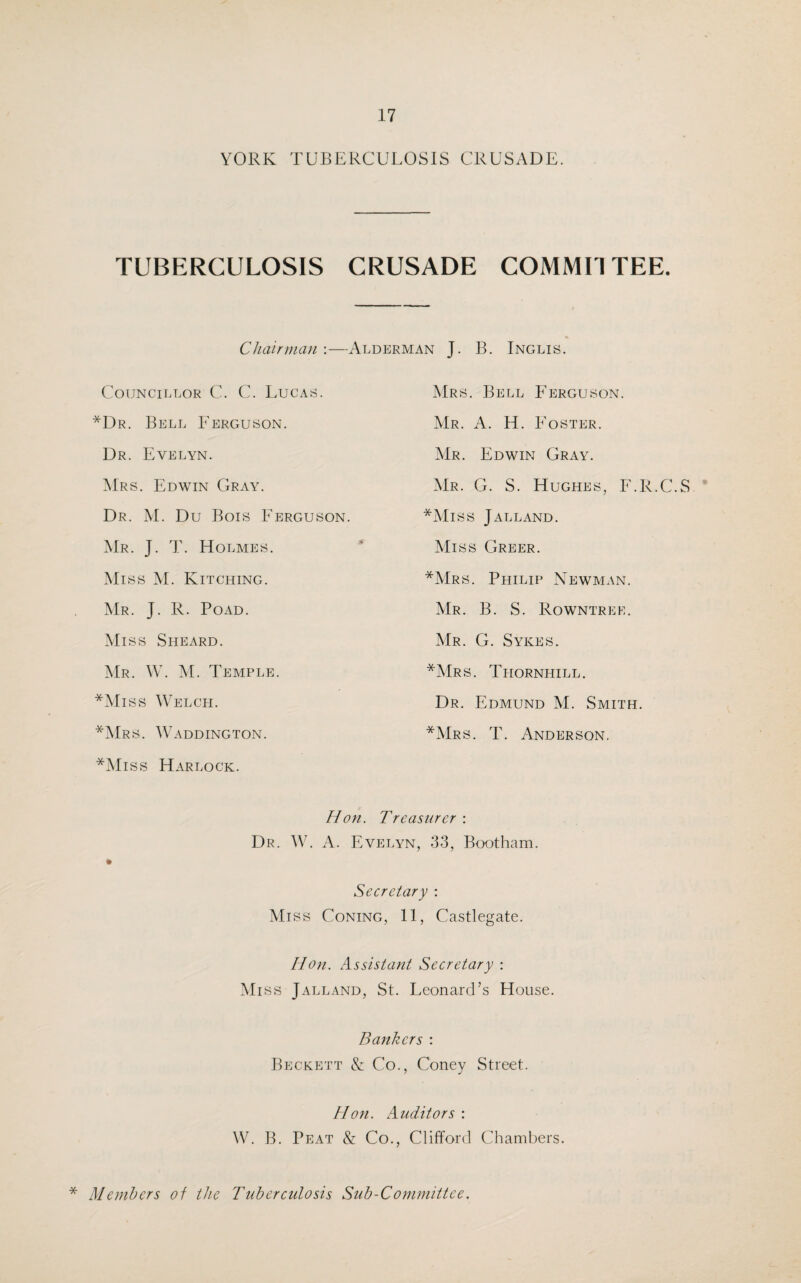 17
YORK TUBERCULOSIS CRUSADE.
TUBERCULOSIS CRUSADE COMMITTEE.
Chairman :—Alderman J. B. Inglis.
Councillor C. C. Lucas.
*Dr. Bell Ferguson.
Dr. Evelyn.
Mrs. Edwin Gray.
Dr. M. Du Bois Ferguson.
Mr. J. T. Holmes.
Miss M. Kitching.
Mr. J. R. Poad.
Miss Sheard.
Mr. W. M. Temple.
*Miss Welch.
*Mrs. Waddington.
*Miss Harlock.
Mrs. Bell Ferguson.
Mr. A. H. Foster.
Mr. Edwin Gray.
Mr. G. S. Hughes, F.R.C.S
*Miss Jalland.
Miss Greer.
*Mrs. Philip Newman.
Mr. B. S. Rowntree.
Mr. G. Sykes.
*Mrs. Thornhill.
Dr. Edmund M. Smith.
*Mrs. T. Anderson.
Hon. Treasurer :
Dr. W. A. Evelyn, 33, Bootham.
Secretary :
Miss Coning, 11, Castlegate.
Hon. Assistant Secretary :
Miss Jalland, St. Leonard's House.
Bankers :
Beckett & Co., Coney Street.
Hon. Auditors :
W. B. Peat & Co., Clifford Chambers.
* Members of the Tuberculosis Sub-Committee.